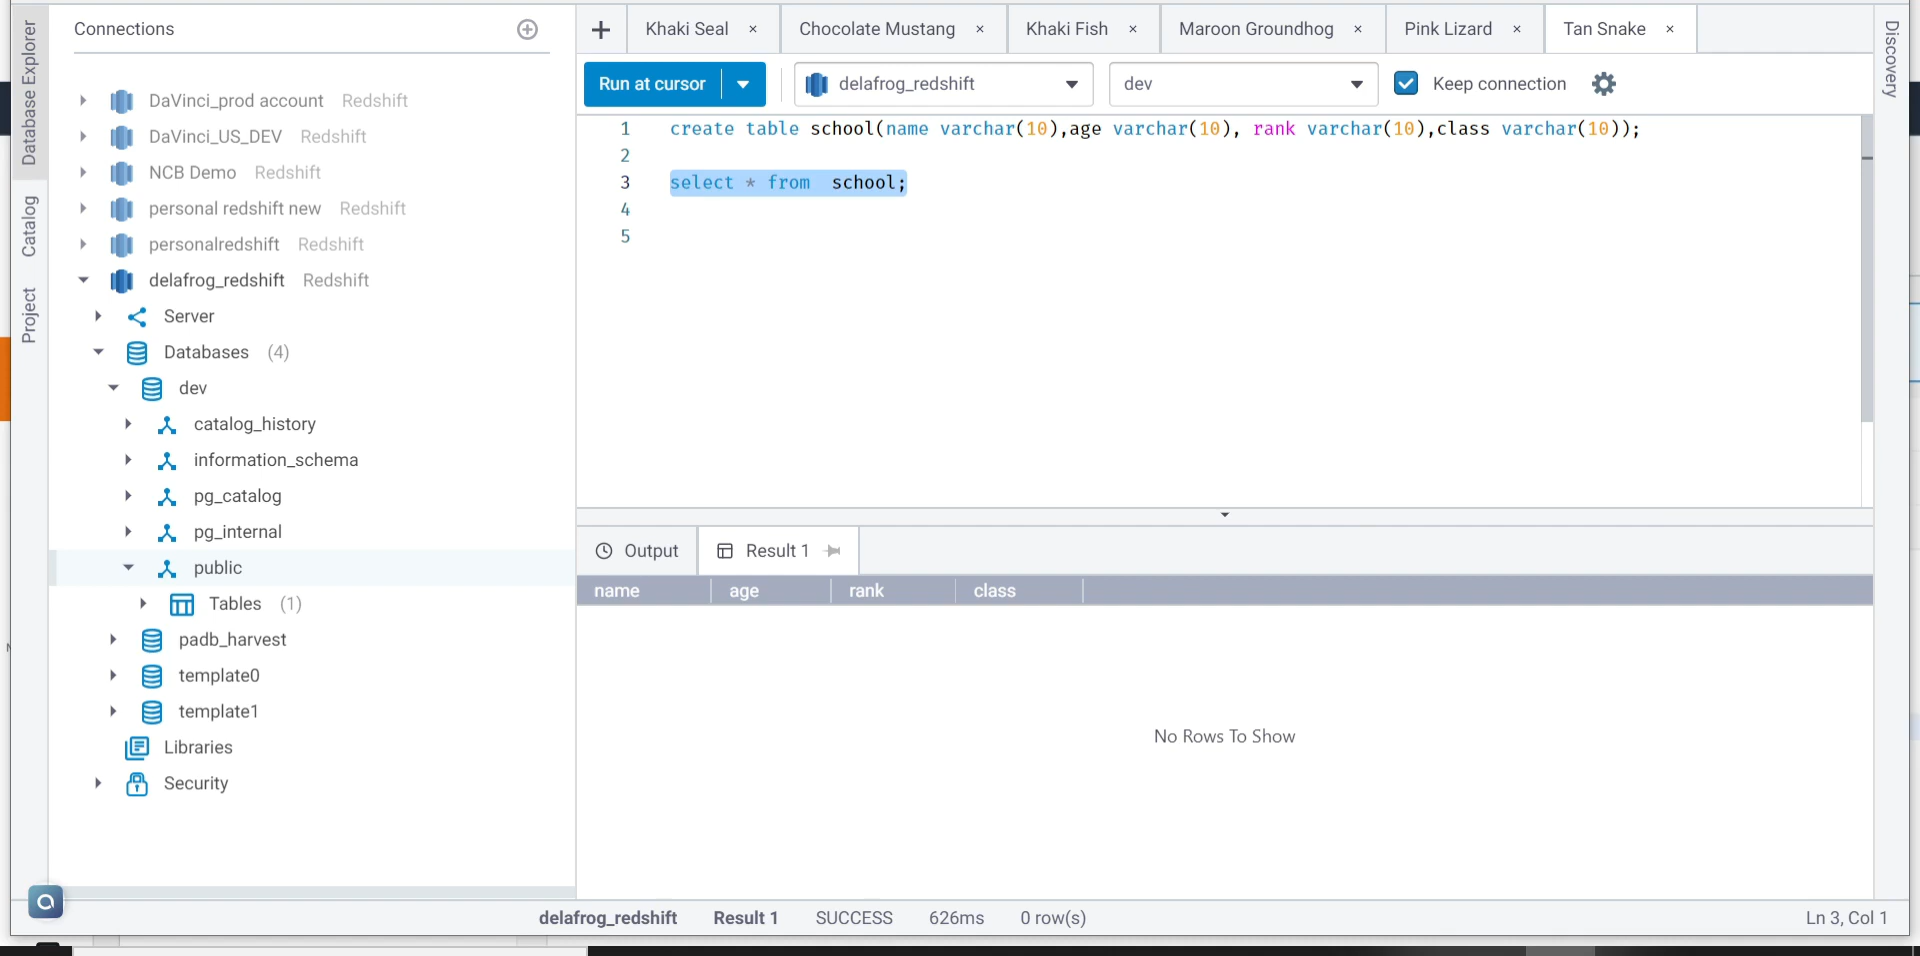 Database Explorer
Catalog
Project
Connections
DaVinci_prod account Redshift
DaVinci_US_DEV Redshift
NCB Demo Redshift
personal redshift new Redshift
personalredshift Redshift
delafrog_redshift Redshift
Server
Databases (4)
dev
catalog_history
information_schema
pg_catalog
pg_internal
public
Tables (1)
padb_harvest
template0
template1
Libraries
Security
+ Khaki Seal × Chocolate Mustang × Khaki Fish × Maroon Groundhog × Pink Lizard × Tan Snake ×
Run at cursor delafrog_redshift dev Keep connection
1 create table school(name varchar(10),age varchar(10), rank varchar(10),class varchar(10));
2
3 select * from  school;
4
5
Output Result 1
name age rank class
No Rows To Show
delafrog_redshift Result 1 SUCCESS 626ms 0 row(s) Ln 3, Col 1
Discovery